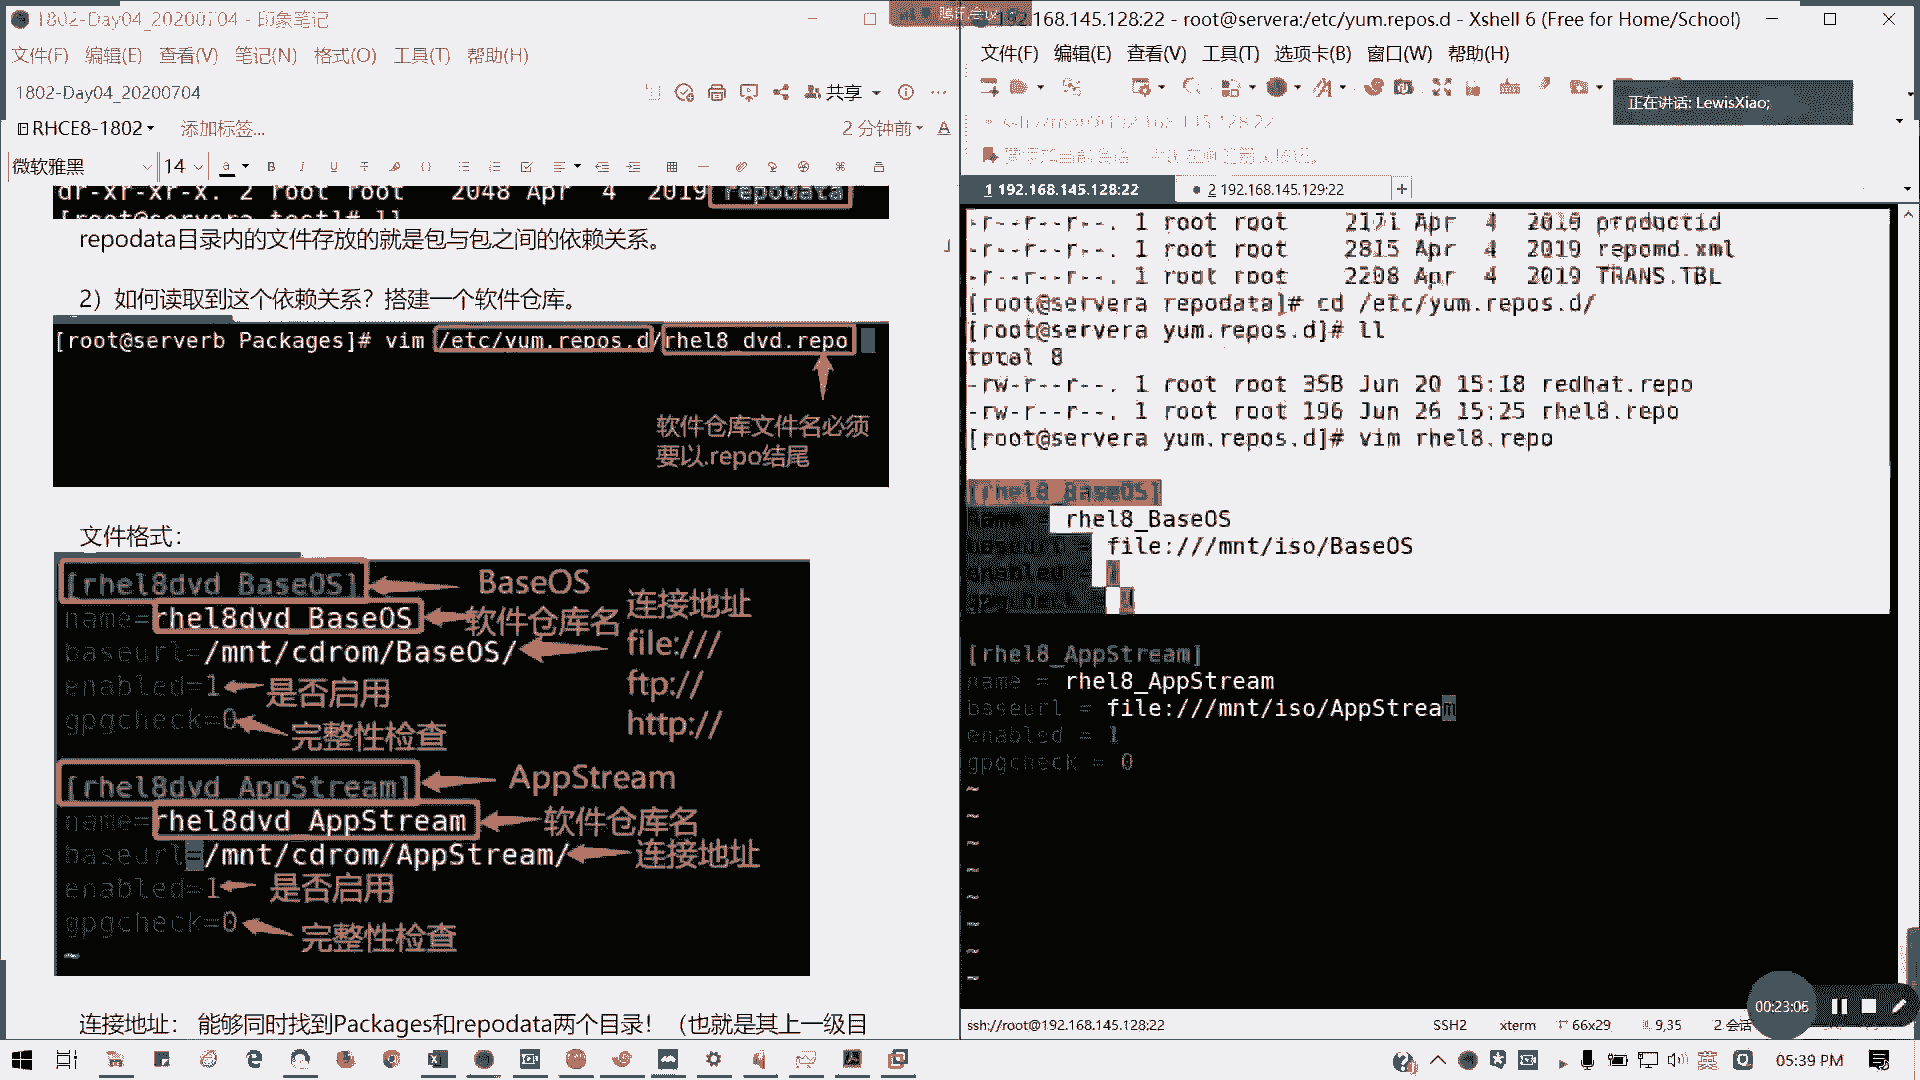 1802-Day04_20200704 - 印象笔记
文件(F) 编辑(E) 查看(V) 笔记(N) 格式(O) 工具(T) 帮助(H)
1802-Day04_20200704
共享
RHCE8-1802
添加标签...
2 分钟前
微软雅黑
14
dr-xr-xr-x. 2 root root 2048 Apr 4 2019 repodata
[root@servera test]# ll
repodata目录内的文件存放的就是包与包之间的依赖关系。
2）如何读取到这个依赖关系？搭建一个软件仓库。
[root@serverb Packages]# vim /etc/yum.repos.d/rhel8_dvd.repo
软件仓库文件名必须
要以.repo结尾
文件格式：
[rhel8dvd_BaseOS]
BaseOS
name=rhel8dvd_BaseOS
软件仓库名
baseurl=/mnt/cdrom/BaseOS/
连接地址
file:///
ftp://
http://
enabled=1
是否启用
gpgcheck=0
完整性检查
[rhel8dvd_AppStream]
AppStream
name=rhel8dvd_AppStream
软件仓库名
baseurl=/mnt/cdrom/AppStream/
连接地址
enabled=1
是否启用
gpgcheck=0
完整性检查
~
连接地址： 能够同时找到Packages和repodata两个目录！（也就是其上一级目
192.168.145.128:22 - root@servera:/etc/yum.repos.d - Xshell 6 (Free for Home/School)
文件(F) 编辑(E) 查看(V) 工具(T) 选项卡(B) 窗口(W) 帮助(H)
正在讲话: LewisXiao;
ssh://root@192.168.145.128:22
1 192.168.145.128:22
2 192.168.145.129:22
-r--r--r--. 1 root root 2171 Apr 4 2019 productid
-r--r--r--. 1 root root 2815 Apr 4 2019 repomd.xml
-r--r--r--. 1 root root 2208 Apr 4 2019 TRANS.TBL
[root@servera repodata]# cd /etc/yum.repos.d/
[root@servera yum.repos.d]# ll
total 8
-rw-r--r--. 1 root root 358 Jun 20 15:18 redhat.repo
-rw-r--r--. 1 root root 196 Jun 26 15:25 rhel8.repo
[root@servera yum.repos.d]# vim rhel8.repo
[rhel8_BaseOS]
name = rhel8_BaseOS
baseurl = file:///mnt/iso/BaseOS
enabled = 1
gpgcheck =
[rhel8_AppStream]
name = rhel8_AppStream
baseurl = file:///mnt/iso/AppStream
enabled = 1
gpgcheck = 0
~
~
~
~
~
~
~
~
00:23:06
ssh://root@192.168.145.128:22
SSH2
xterm
66x29
9,35
2 会话
英
05:39 PM